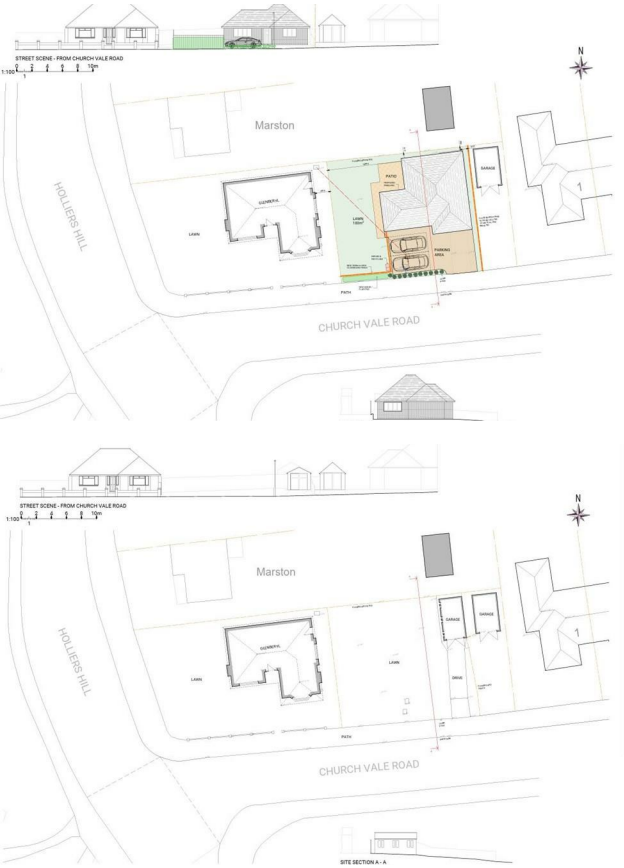 STREET SCENE - FROM CHURCH VALE ROAD
0 2 4 6 8 10m
1:100
1
N
Marston
HOLLIERS HILL
LAWN
PATIO
GARAGE
1
LAWN
PARKING
AREA
PATH
CHURCH VALE ROAD
STREET SCENE - FROM CHURCH VALE ROAD
0 2 4 6 8 10m
1:100
1
N
Marston
HOLLIERS HILL
LAWN
LAWN
GARAGE
GARAGE
DRIVE
1
PATH
CHURCH VALE ROAD
SITE SECTION A - A